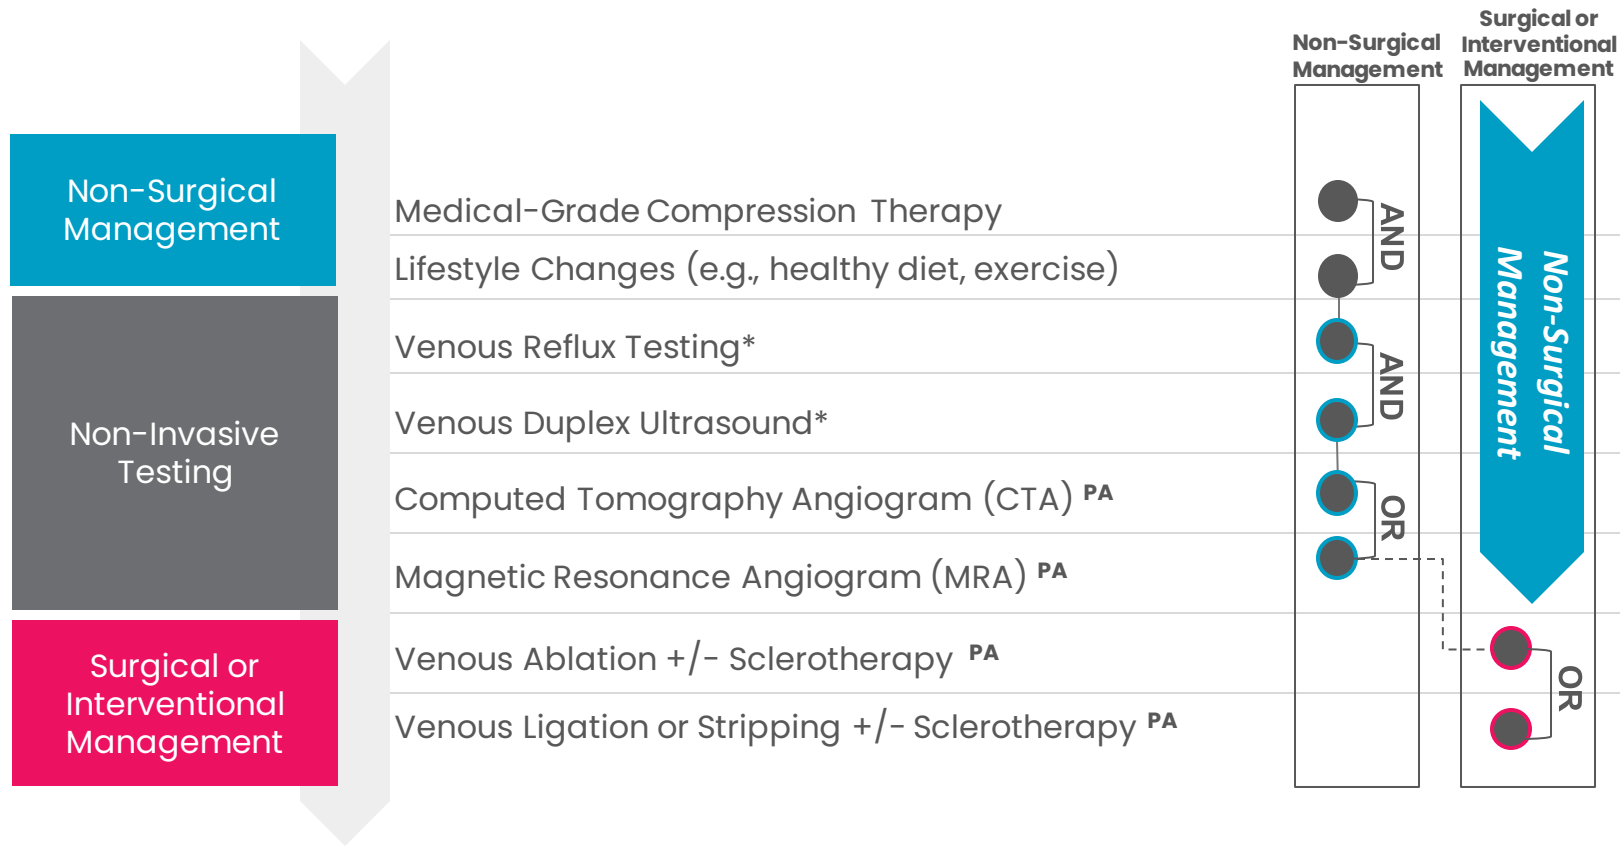 Non-Surgical
Management
Surgical or
Interventional
Management
Non-Surgical
Management
Medical-Grade Compression Therapy
Lifestyle Changes (e.g., healthy diet, exercise)
AND
Non-Invasive
Testing
Venous Reflux Testing*
Venous Duplex Ultrasound*
AND
Computed Tomography Angiogram (CTA) PA
Magnetic Resonance Angiogram (MRA) PA
OR
Non-Surgical
Management
Surgical or
Interventional
Management
Venous Ablation +/- Sclerotherapy PA
Venous Ligation or Stripping +/- Sclerotherapy PA
OR